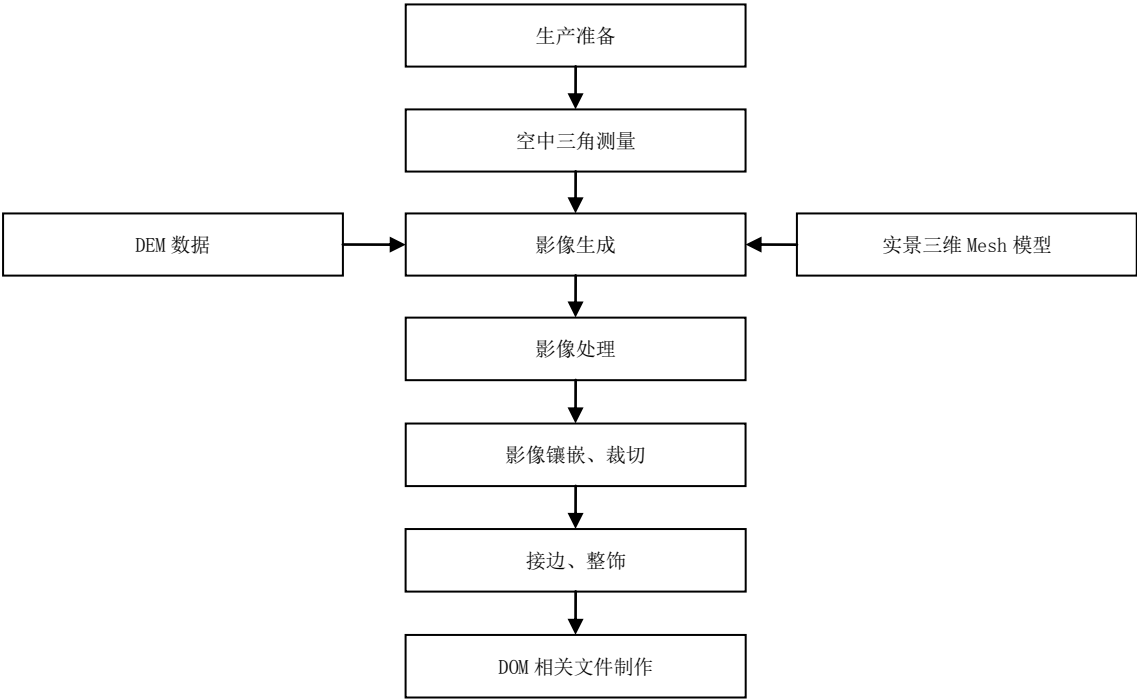 生产准备
空中三角测量
DEM 数据
影像生成
实景三维 Mesh 模型
影像处理
影像镶嵌、裁切
接边、整饰
DOM 相关文件制作